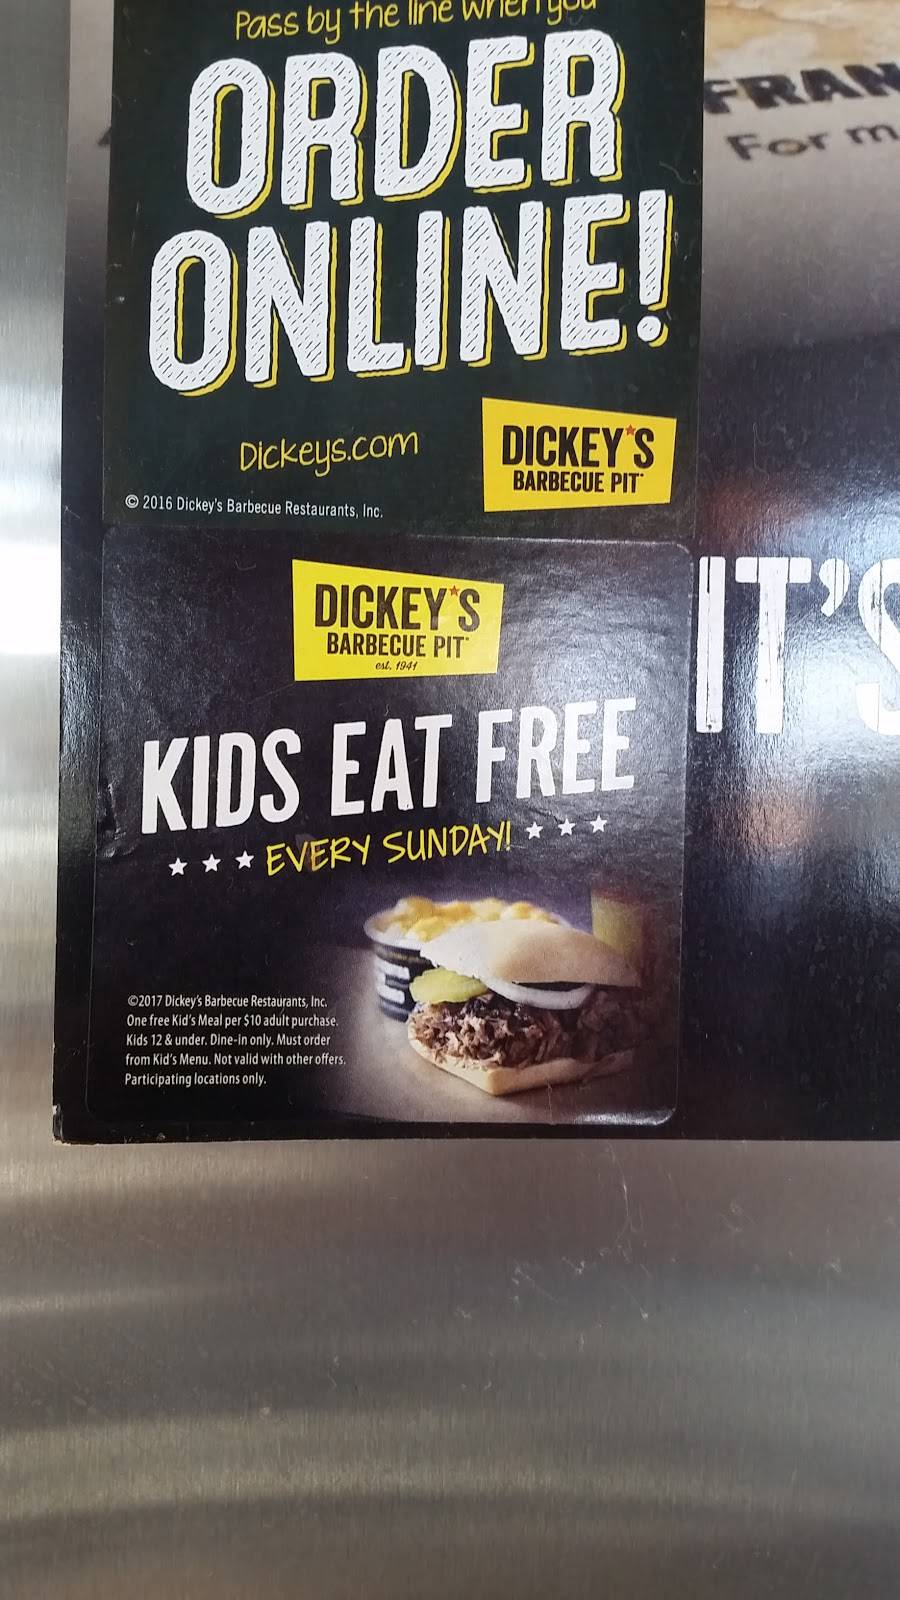 Pass by the line when you
ORDER
ONLINE!
Dickeys.com
DICKEY'S
BARBECUE PIT
© 2016 Dickey's Barbecue Restaurants, Inc.
DICKEY'S
BARBECUE PIT
est. 1941
KIDS EAT FREE
EVERY SUNDAY!
©2017 Dickey's Barbecue Restaurants, Inc.
One free Kid's Meal per $10 adult purchase.
Kids 12 & under. Dine-in only. Must order
from Kid's Menu. Not valid with other offers.
Participating locations only.
FRAN
For m
IT'S